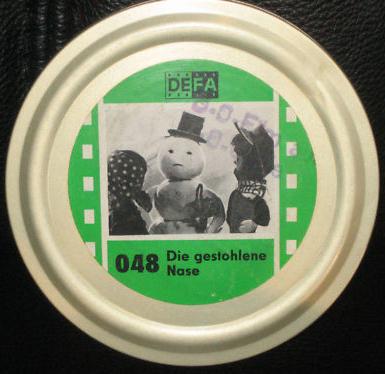 DEFA
048 Die gestohlene
Nase